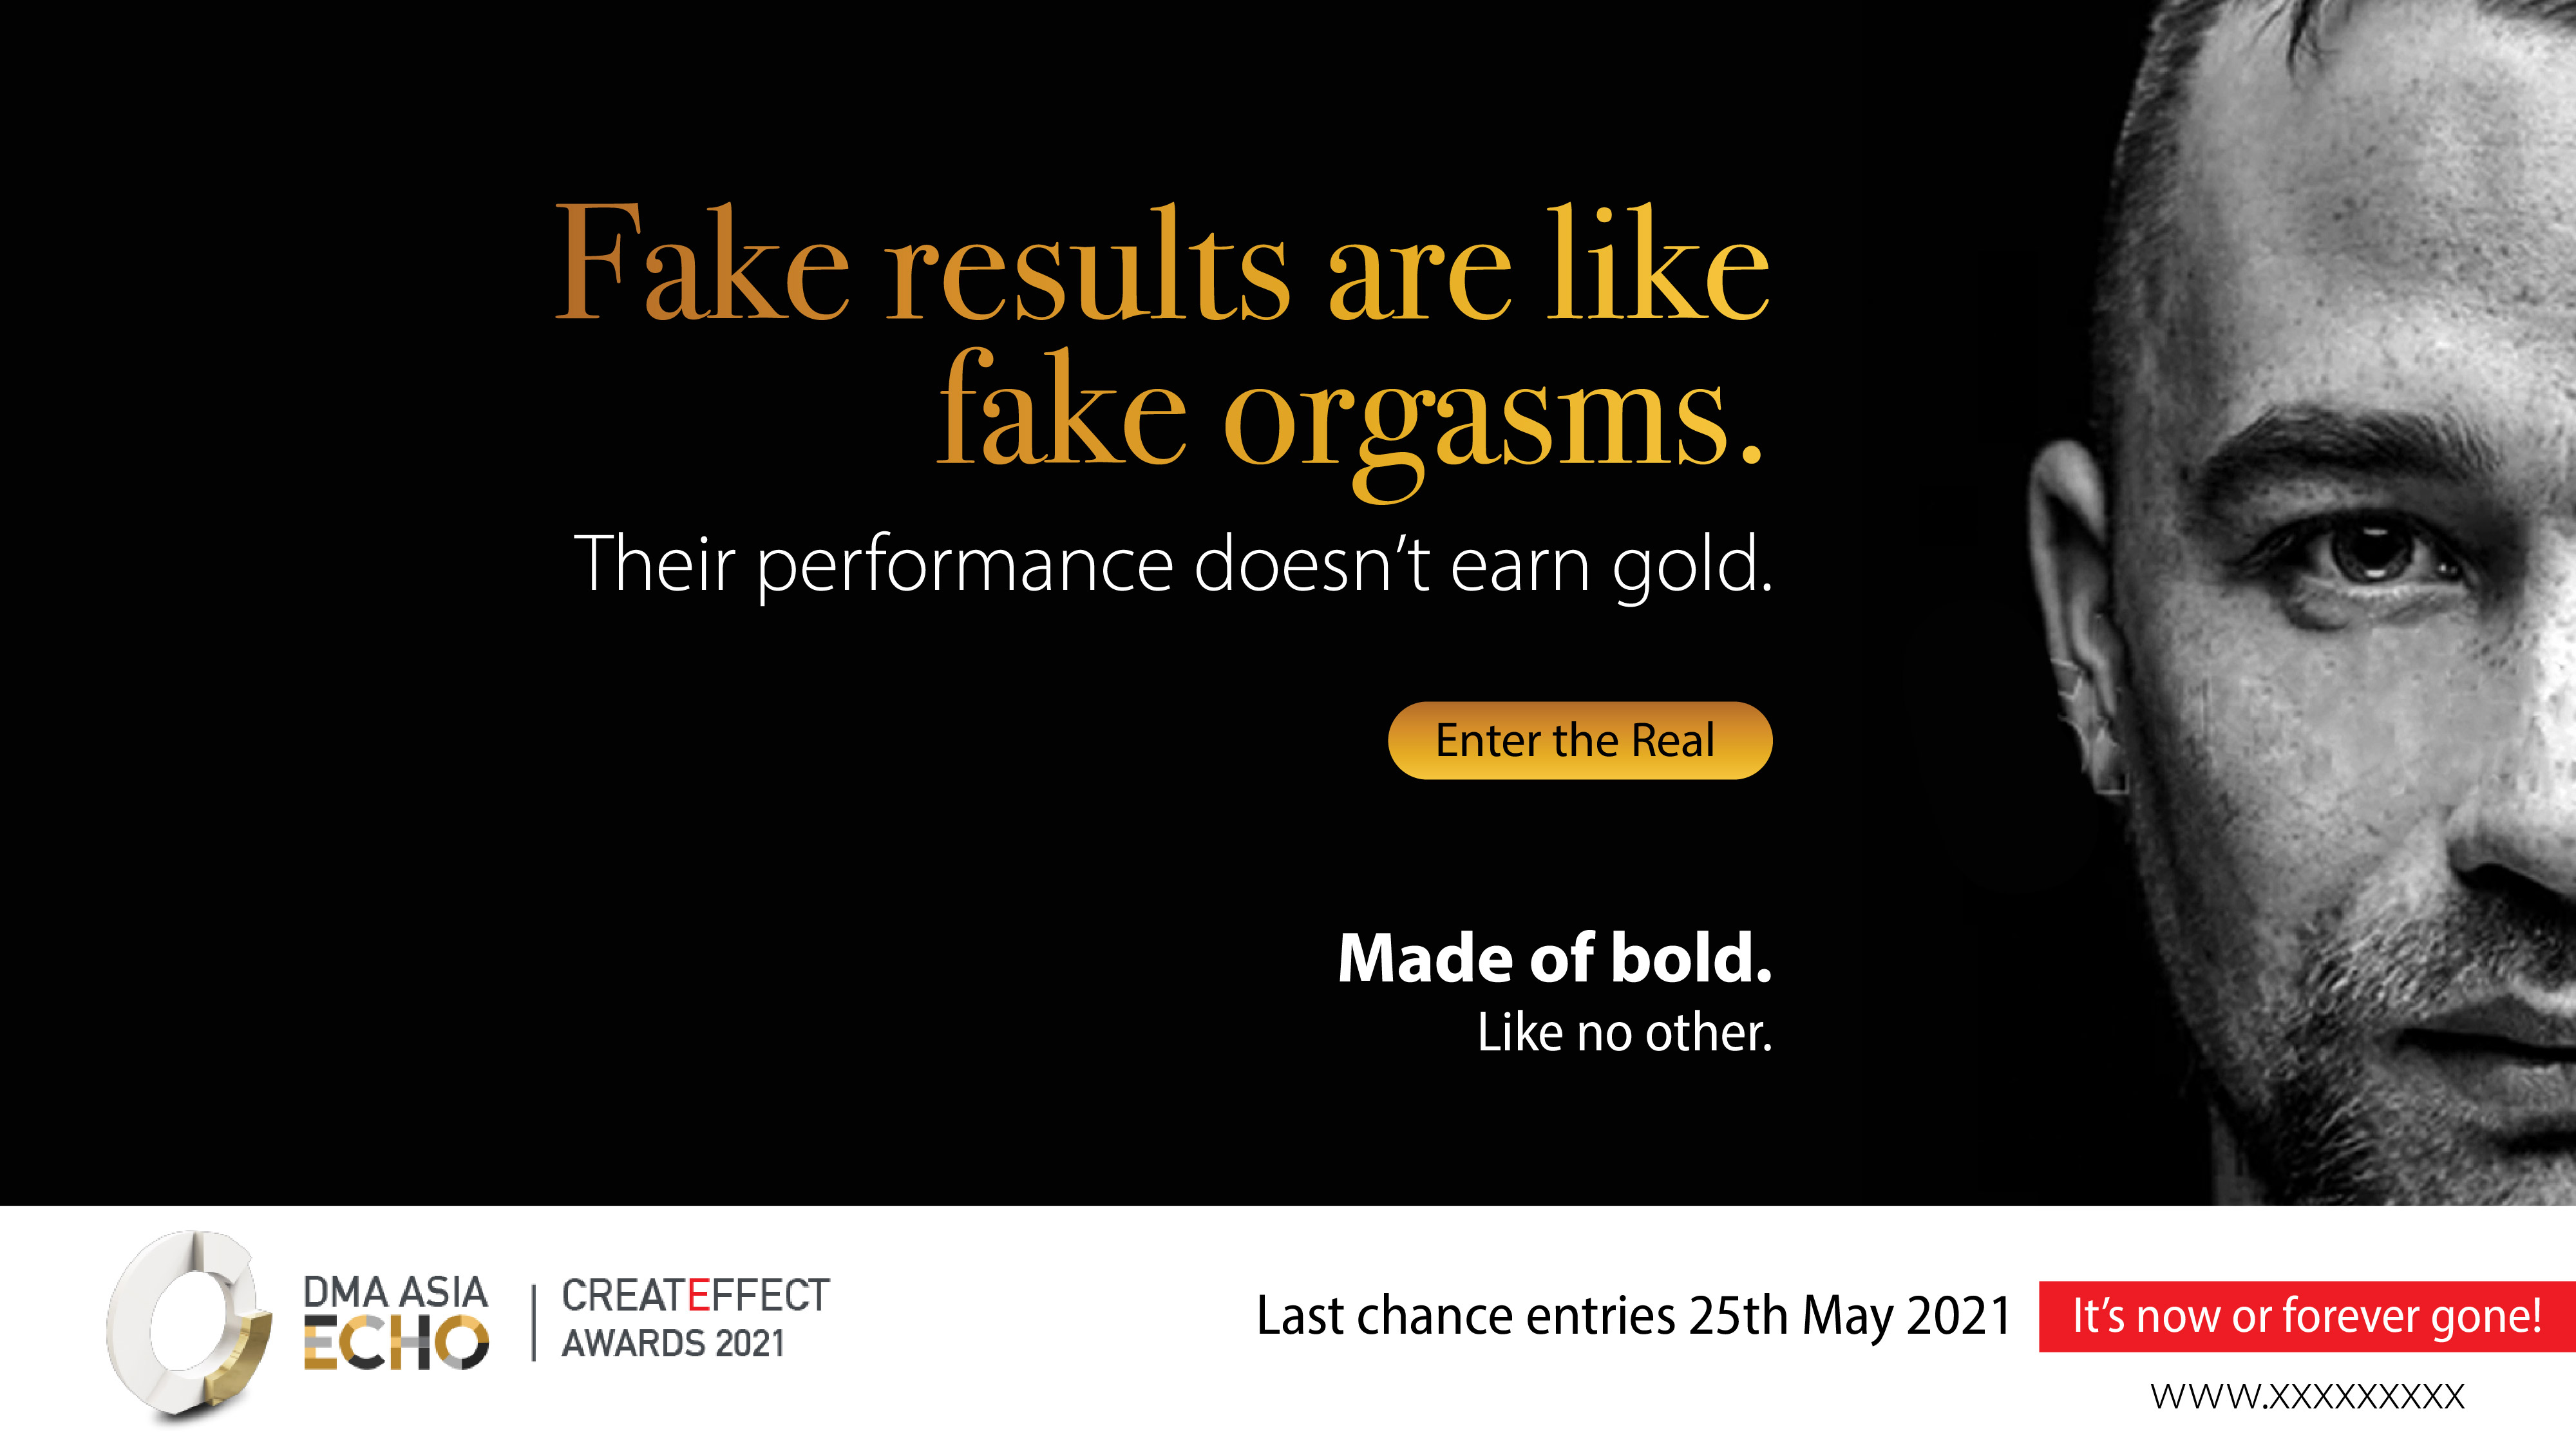 Fake results are like
fake orgasms.
Their performance doesn't earn gold.
Enter the Real
Made of bold.
Like no other.
DMA ASIA
ECHO
CREATEFFECT
AWARDS 2021
Last chance entries 25th May 2021
It's now or forever gone!
www.xxxxxxxxx